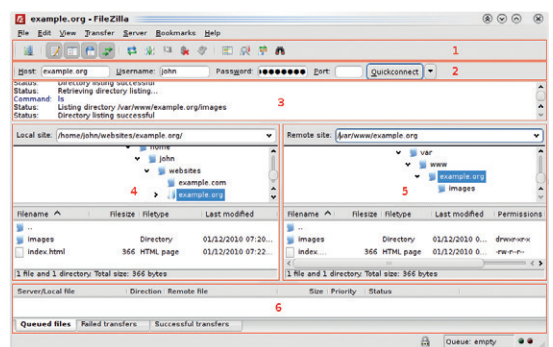 example.org - FileZilla
File Edit View Transfer Server Bookmarks Help
1
Host: example.org Username: john Password: ●●●●●●●● Port: Quickconnect
2
Status: Directory listing successful
Status: Retrieving directory listing...
Command: ls
Status: Listing directory /var/www/example.org/images
Status: Directory listing successful
3
Local site: /home/john/websites/example.org/
home
john
websites
example.com
example.org
4
Filename Filesize Filetype Last modified
..
images Directory 01/12/2010 07:20...
index.html 366 HTML page 01/12/2010 07:22...
1 file and 1 directory. Total size: 366 bytes
Remote site: /var/www/example.org
var
www
example.org
images
5
Filename Filesize Filetype Last modified Permissions
..
images Directory 01/12/2010 0... drwxr-xr-x
index.... 366 HTML page 01/12/2010 0... -rw-r--r--
1 file and 1 directory. Total size: 366 bytes
Server/Local file Direction Remote file Size Priority Status
6
Queued files Failed transfers Successful transfers
Queue: empty